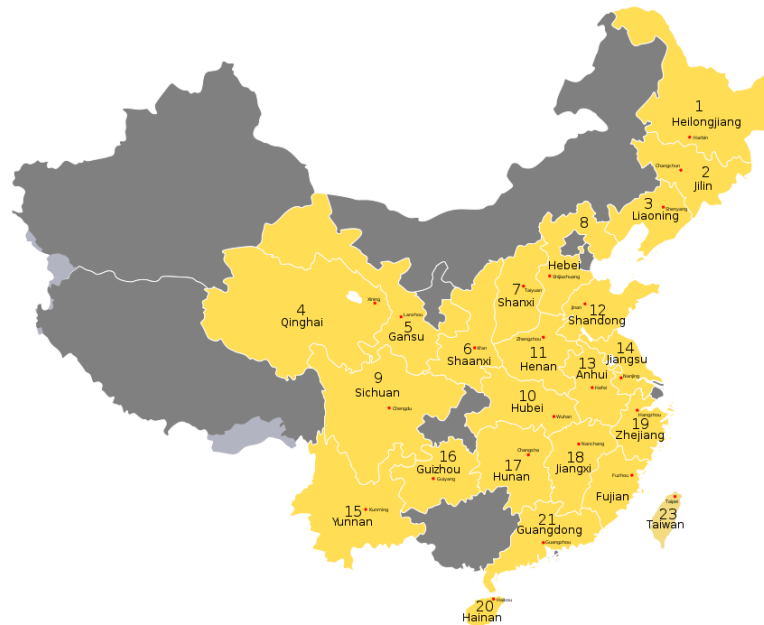 1
Heilongjiang
Harbin
Changchun
2
Jilin
3
Shenyang
Liaoning
8
Hebei
Shijiazhuang
7
Taiyuan
Shanxi
4
Qinghai
Xining
Lanzhou
5
Gansu
6
Xi'an
Shaanxi
Jinan
12
Shandong
Zhengzhou
11
Henan
13
Anhui
Hefei
14
Jiangsu
Nanjing
9
Sichuan
Chengdu
10
Hubei
Wuhan
Hangzhou
19
Zhejiang
16
Guizhou
Guiyang
Changsha
17
Hunan
Nanchang
18
Jiangxi
Fuzhou
Fujian
15
Kunming
Yunnan
21
Guangdong
Guangzhou
Taipei
23
Taiwan
Haikou
20
Hainan